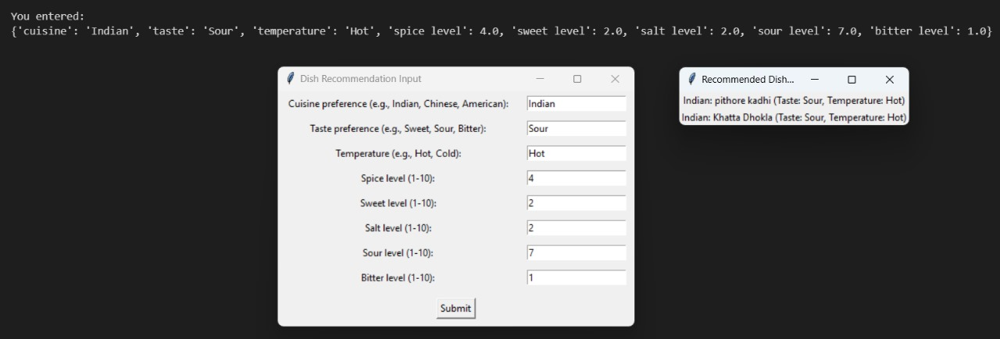 You entered:
{'cuisine': 'Indian', 'taste': 'Sour', 'temperature': 'Hot', 'spice level': 4.0, 'sweet level': 2.0, 'salt level': 2.0, 'sour level': 7.0, 'bitter level': 1.0}
Dish Recommendation Input
Cuisine preference (e.g., Indian, Chinese, American): Indian
Taste preference (e.g., Sweet, Sour, Bitter): Sour
Temperature (e.g., Hot, Cold): Hot
Spice level (1-10): 4
Sweet level (1-10): 2
Salt level (1-10): 2
Sour level (1-10): 7
Bitter level (1-10): 1
Submit
Recommended Dish...
Indian: pithore kadhi (Taste: Sour, Temperature: Hot)
Indian: Khatta Dhokla (Taste: Sour, Temperature: Hot)